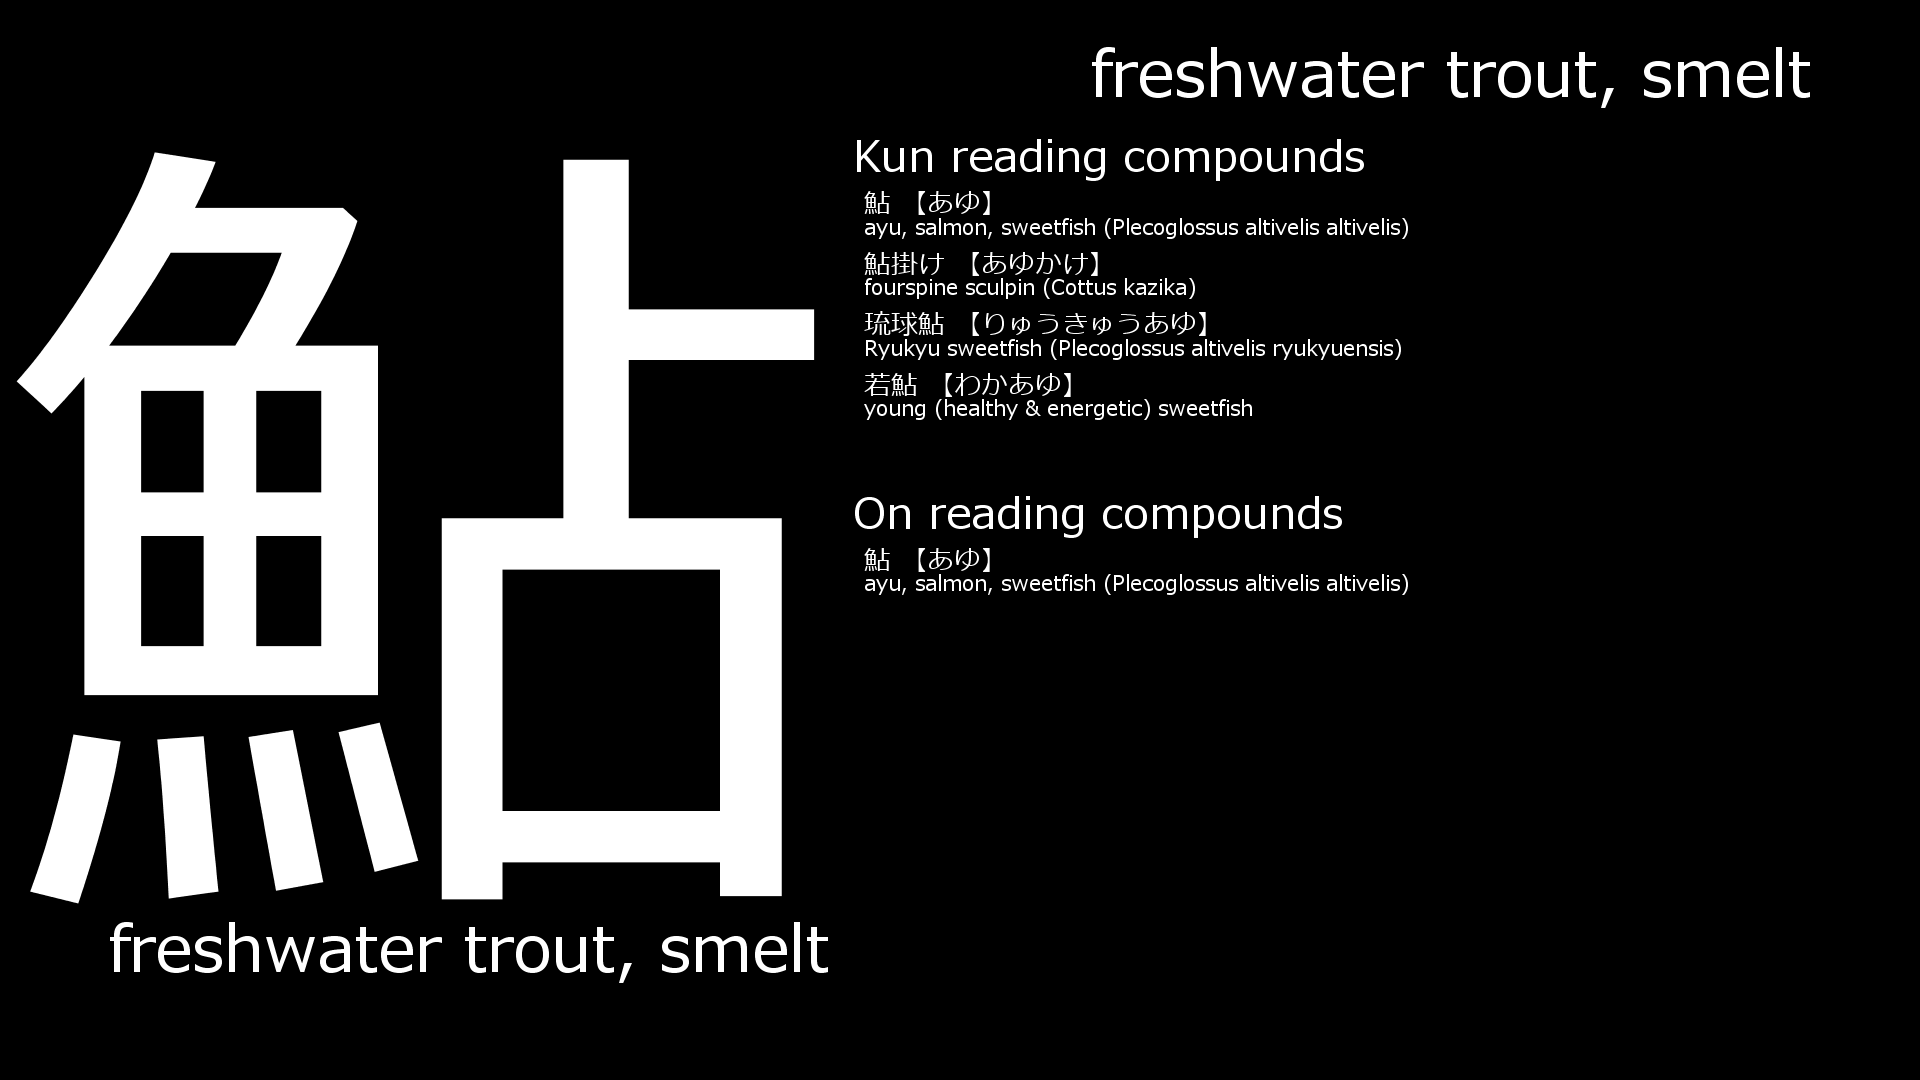 freshwater trout, smelt
鮎
freshwater trout, smelt
Kun reading compounds
鮎 【あゆ】
ayu, salmon, sweetfish (Plecoglossus altivelis altivelis)
鮎掛け 【あゆかけ】
fourspine sculpin (Cottus kazika)
琉球鮎 【りゅうきゅうあゆ】
Ryukyu sweetfish (Plecoglossus altivelis ryukyuensis)
若鮎 【わかあゆ】
young (healthy & energetic) sweetfish
On reading compounds
鮎 【あゆ】
ayu, salmon, sweetfish (Plecoglossus altivelis altivelis)